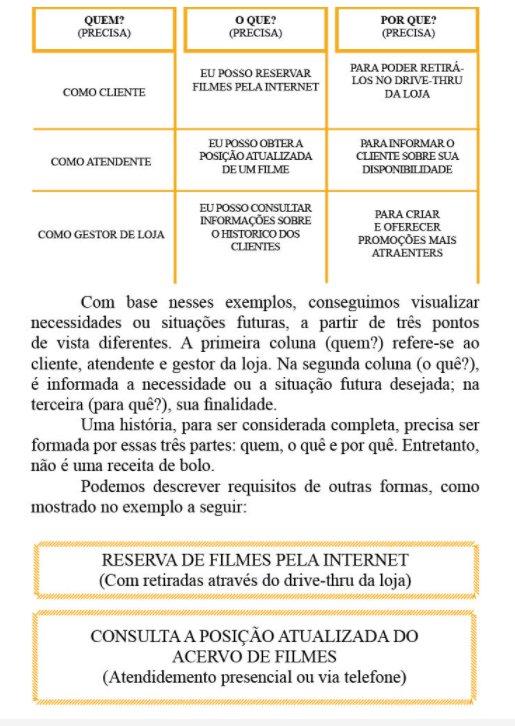 QUEM?
(PRECISA)
O QUE?
(PRECISA)
POR QUE?
(PRECISA)
COMO CLIENTE
EU POSSO RESERVAR
FILMES PELA INTERNET
PARA PODER RETIRÁ-
LOS NO DRIVE-THRU
DA LOJA
COMO ATENDENTE
EU POSSO OBTER A
POSIÇÃO ATUALIZADA
DE UM FILME
PARA INFORMAR O
CLIENTE SOBRE SUA
DISPONIBILIDADE
COMO GESTOR DE LOJA
EU POSSO CONSULTAR
INFORMAÇÕES SOBRE
O HISTORICO DOS
CLIENTES
PARA CRIAR
E OFERECER
PROMOÇÕES MAIS
ATRAENTERS
Com base nesses exemplos, conseguimos visualizar
necessidades ou situações futuras, a partir de três pontos
de vista diferentes. A primeira coluna (quem?) refere-se ao
cliente, atendente e gestor da loja. Na segunda coluna (o quê?),
é informada a necessidade ou a situação futura desejada; na
terceira (para quê?), sua finalidade.
Uma história, para ser considerada completa, precisa ser
formada por essas três partes: quem, o quê e por quê. Entretanto,
não é uma receita de bolo.
Podemos descrever requisitos de outras formas, como
mostrado no exemplo a seguir:
RESERVA DE FILMES PELA INTERNET
(Com retiradas através do drive-thru da loja)
CONSULTA A POSIÇÃO ATUALIZADA DO
ACERVO DE FILMES
(Atendidemento presencial ou via telefone)